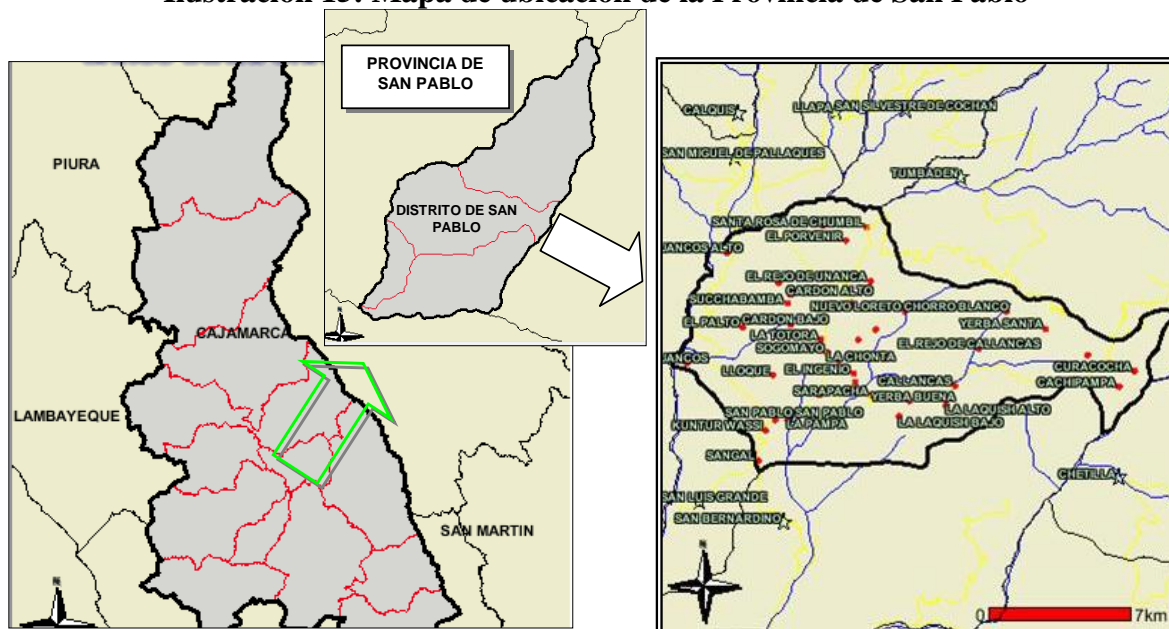 Ilustración 13: Mapa de ubicación de la Provincia de San Pablo
PROVINCIA DE
SAN PABLO
DISTRITO DE SAN
PABLO
PIURA
CAJAMARCA
LAMBAYEQUE
SAN MARTIN
N
N
CALQUIS
LLAPA
SAN SILVESTRE DE COCHAN
SAN MIGUEL DE PALLAQUES
TUMBADEN
SANTA ROSA DE CHUMBIL
EL PORVENIR
JANCOS ALTO
EL REJO DE UNANCA
CARDON ALTO
SUCCHABAMBA
NUEVO LORETO
CHORRO BLANCO
EL PALTO
CARDON BAJO
YERBA SANTA
LA TOTORA
SOGOMAYO
EL REJO DE CALLANCAS
LA CHONTA
JANCOS
LLOQUE
EL INGENIO
CURACOCHA
SARAPACHA
CALLANCAS
CACHIPAMPA
YERBA BUENA
SAN PABLO
SAN PABLO
LA LAQUISH ALTO
KUNTUR WASSI
LA PAMPA
LA LAQUISH BAJO
SANGAL
CHETILLA
SAN LUIS GRANDE
SAN BERNARDINO
N
0
7km